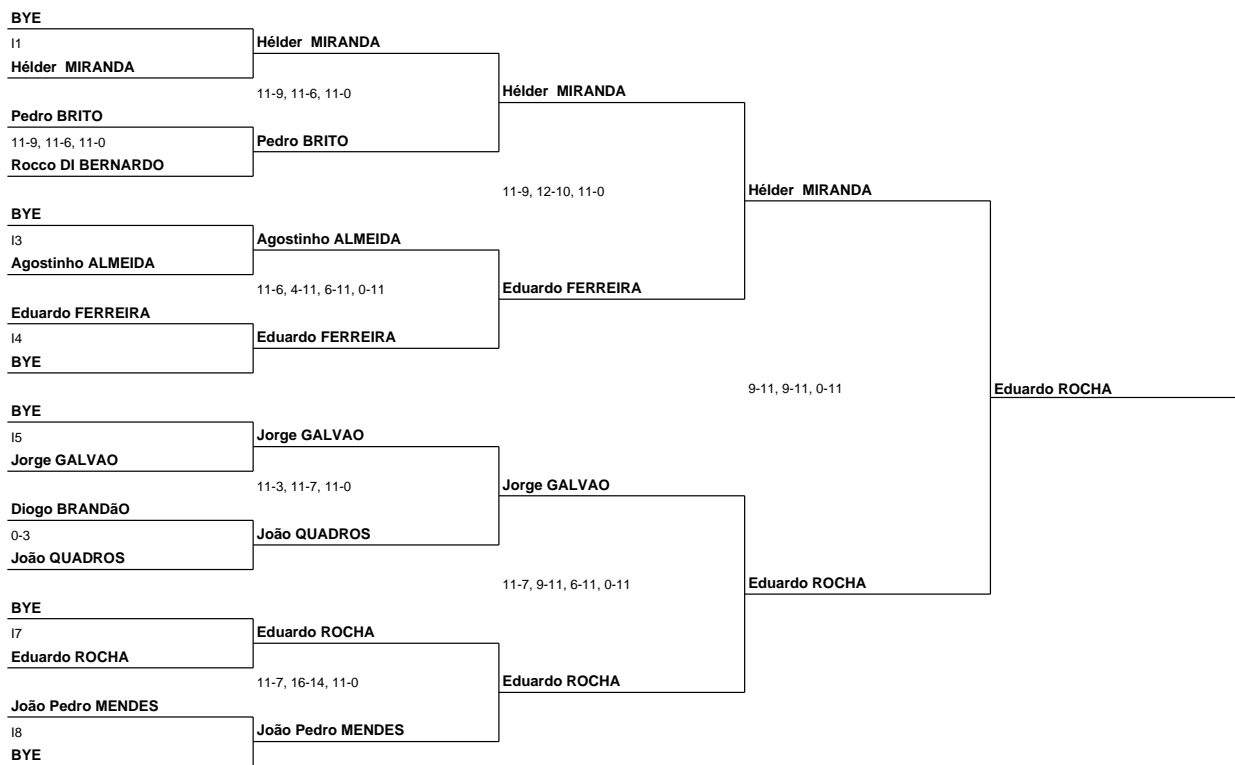 BYE
I1
Hélder MIRANDA
Hélder MIRANDA
11-9, 11-6, 11-0
Hélder MIRANDA
Pedro BRITO
11-9, 11-6, 11-0
Pedro BRITO
Rocco DI BERNARDO
11-9, 12-10, 11-0
Hélder MIRANDA
BYE
I3
Agostinho ALMEIDA
Agostinho ALMEIDA
11-6, 4-11, 6-11, 0-11
Eduardo FERREIRA
Eduardo FERREIRA
I4
Eduardo FERREIRA
BYE
9-11, 9-11, 0-11
Eduardo ROCHA
BYE
I5
Jorge GALVAO
Jorge GALVAO
11-3, 11-7, 11-0
Jorge GALVAO
Diogo BRANDãO
0-3
João QUADROS
João QUADROS
11-7, 9-11, 6-11, 0-11
Eduardo ROCHA
BYE
I7
Eduardo ROCHA
Eduardo ROCHA
11-7, 16-14, 11-0
Eduardo ROCHA
João Pedro MENDES
I8
João Pedro MENDES
BYE